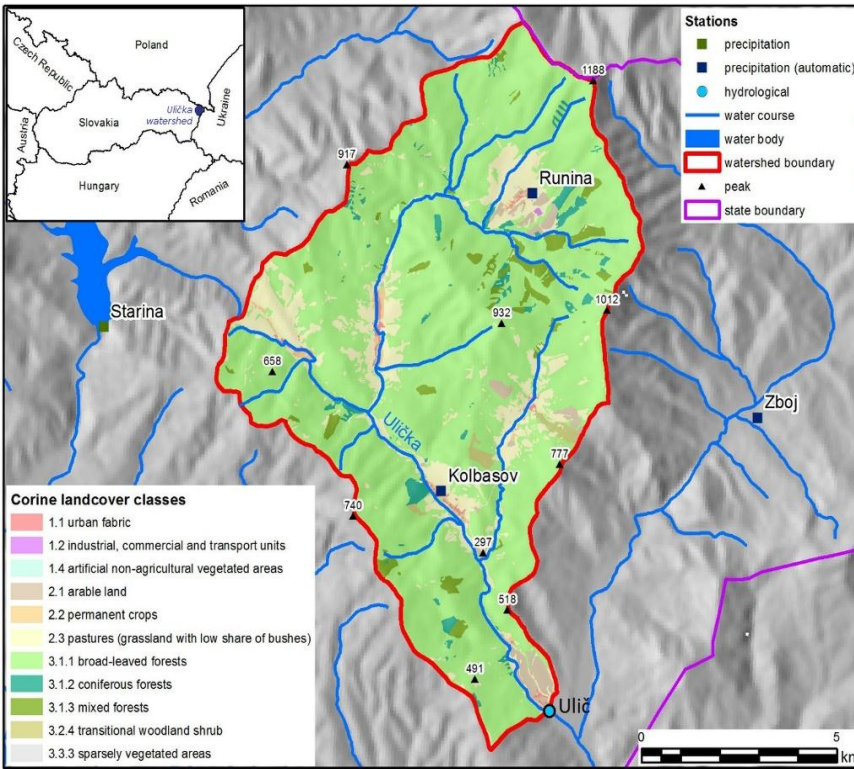 Poland
Czech Republic
Ukraine
Ulička
watershed
Slovakia
Austria
Hungary
Romania
Stations
precipitation
precipitation (automatic)
hydrological
water course
water body
watershed boundary
peak
state boundary
1188
917
Runina
Starina
1012
932
658
Zboj
Ulička
777
Kolbasov
740
297
518
491
Ulič
Corine landcover classes
1.1 urban fabric
1.2 industrial, commercial and transport units
1.4 artificial non-agricultural vegetated areas
2.1 arable land
2.2 permanent crops
2.3 pastures (grassland with low share of bushes)
3.1.1 broad-leaved forests
3.1.2 coniferous forests
3.1.3 mixed forests
3.2.4 transitional woodland shrub
3.3.3 sparsely vegetated areas
0 5
km